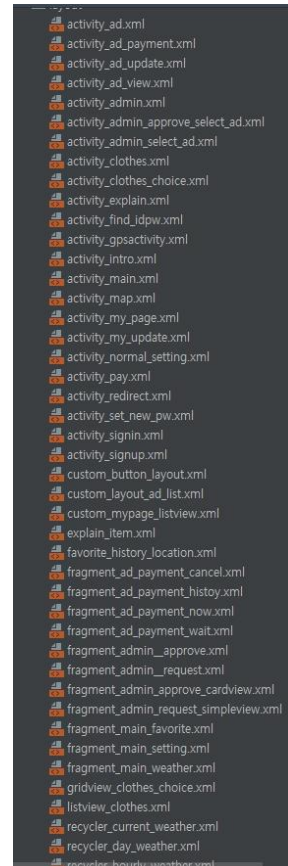 layout
activity_ad.xml
activity_ad_payment.xml
activity_ad_update.xml
activity_ad_view.xml
activity_admin.xml
activity_admin_approve_select_ad.xml
activity_admin_select_ad.xml
activity_clothes.xml
activity_clothes_choice.xml
activity_explain.xml
activity_find_idpw.xml
activity_gpsactivity.xml
activity_intro.xml
activity_main.xml
activity_map.xml
activity_my_page.xml
activity_my_update.xml
activity_normal_setting.xml
activity_pay.xml
activity_redirect.xml
activity_set_new_pw.xml
activity_signin.xml
activity_signup.xml
custom_button_layout.xml
custom_layout_ad_list.xml
custom_mypage_listview.xml
explain_item.xml
favorite_history_location.xml
fragment_ad_payment_cancel.xml
fragment_ad_payment_histoy.xml
fragment_ad_payment_now.xml
fragment_ad_payment_wait.xml
fragment_admin__approve.xml
fragment_admin__request.xml
fragment_admin_approve_cardview.xml
fragment_admin_request_simpleview.xml
fragment_main_favorite.xml
fragment_main_setting.xml
fragment_main_weather.xml
gridview_clothes_choice.xml
listview_clothes.xml
recycler_current_weather.xml
recycler_day_weather.xml
recycler_hourly_weather.xml